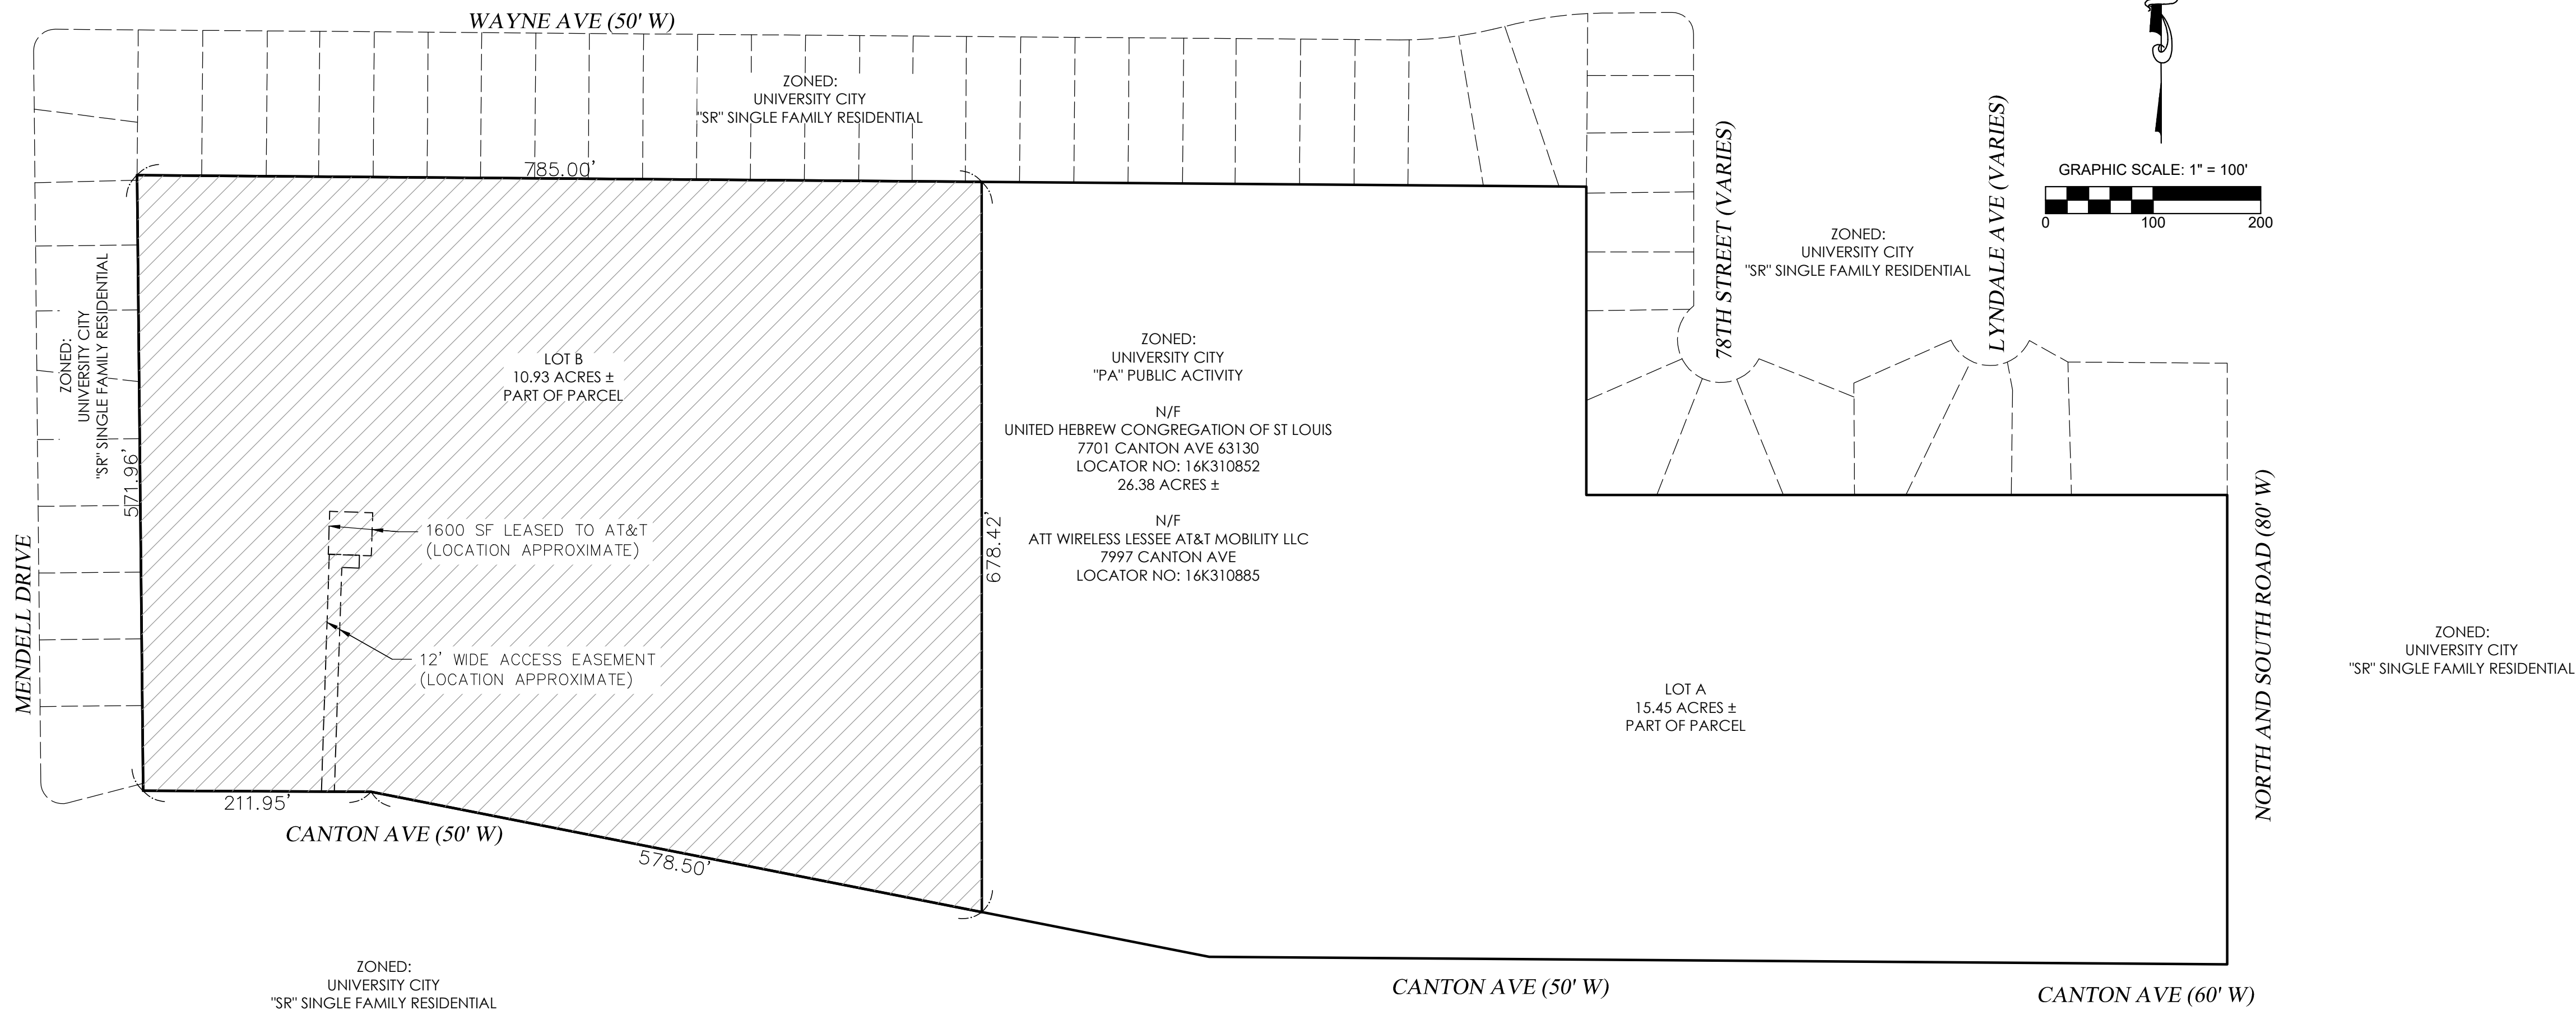 WAYNE AVE (50' W)
ZONED:
UNIVERSITY CITY
"SR" SINGLE FAMILY RESIDENTIAL
785.00'
78TH STREET (VARIES)
LYNDALE AVE (VARIES)
GRAPHIC SCALE: 1" = 100'
0 100 200
ZONED:
UNIVERSITY CITY
"SR" SINGLE FAMILY RESIDENTIAL
ZONED:
UNIVERSITY CITY
"SR" SINGLE FAMILY RESIDENTIAL
571.96'
MENDELL DRIVE
LOT B
10.93 ACRES ±
PART OF PARCEL
1600 SF LEASED TO AT&T
(LOCATION APPROXIMATE)
12' WIDE ACCESS EASEMENT
(LOCATION APPROXIMATE)
678.42'
ZONED:
UNIVERSITY CITY
"PA" PUBLIC ACTIVITY
N/F
UNITED HEBREW CONGREGATION OF ST LOUIS
7701 CANTON AVE 63130
LOCATOR NO: 16K310852
26.38 ACRES ±
N/F
ATT WIRELESS LESSEE AT&T MOBILITY LLC
7997 CANTON AVE
LOCATOR NO: 16K310885
LOT A
15.45 ACRES ±
PART OF PARCEL
NORTH AND SOUTH ROAD (80' W)
ZONED:
UNIVERSITY CITY
"SR" SINGLE FAMILY RESIDENTIAL
211.95'
CANTON AVE (50' W)
578.50'
ZONED:
UNIVERSITY CITY
"SR" SINGLE FAMILY RESIDENTIAL
CANTON AVE (50' W)
CANTON AVE (60' W)